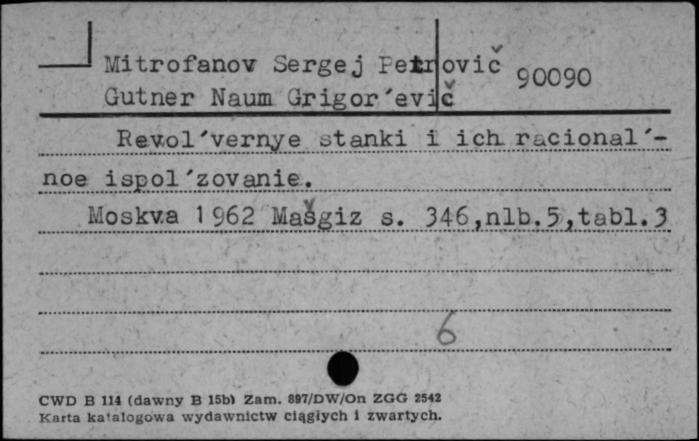 Mitrofanov Sergej Petrovič 90090
Gutner Naum Grigor'evič
Rewol'vernye stanki i ich racional'-
noe ispol'zovanie.
Moskva 1962 Mašgiz s. 346,nlb.5,tabl.3
6
CWD B 114 (dawny B 15b) Zam. 897/DW/On ZGG 2542
Karta katalogowa wydawnictw ciągłych i zwartych.